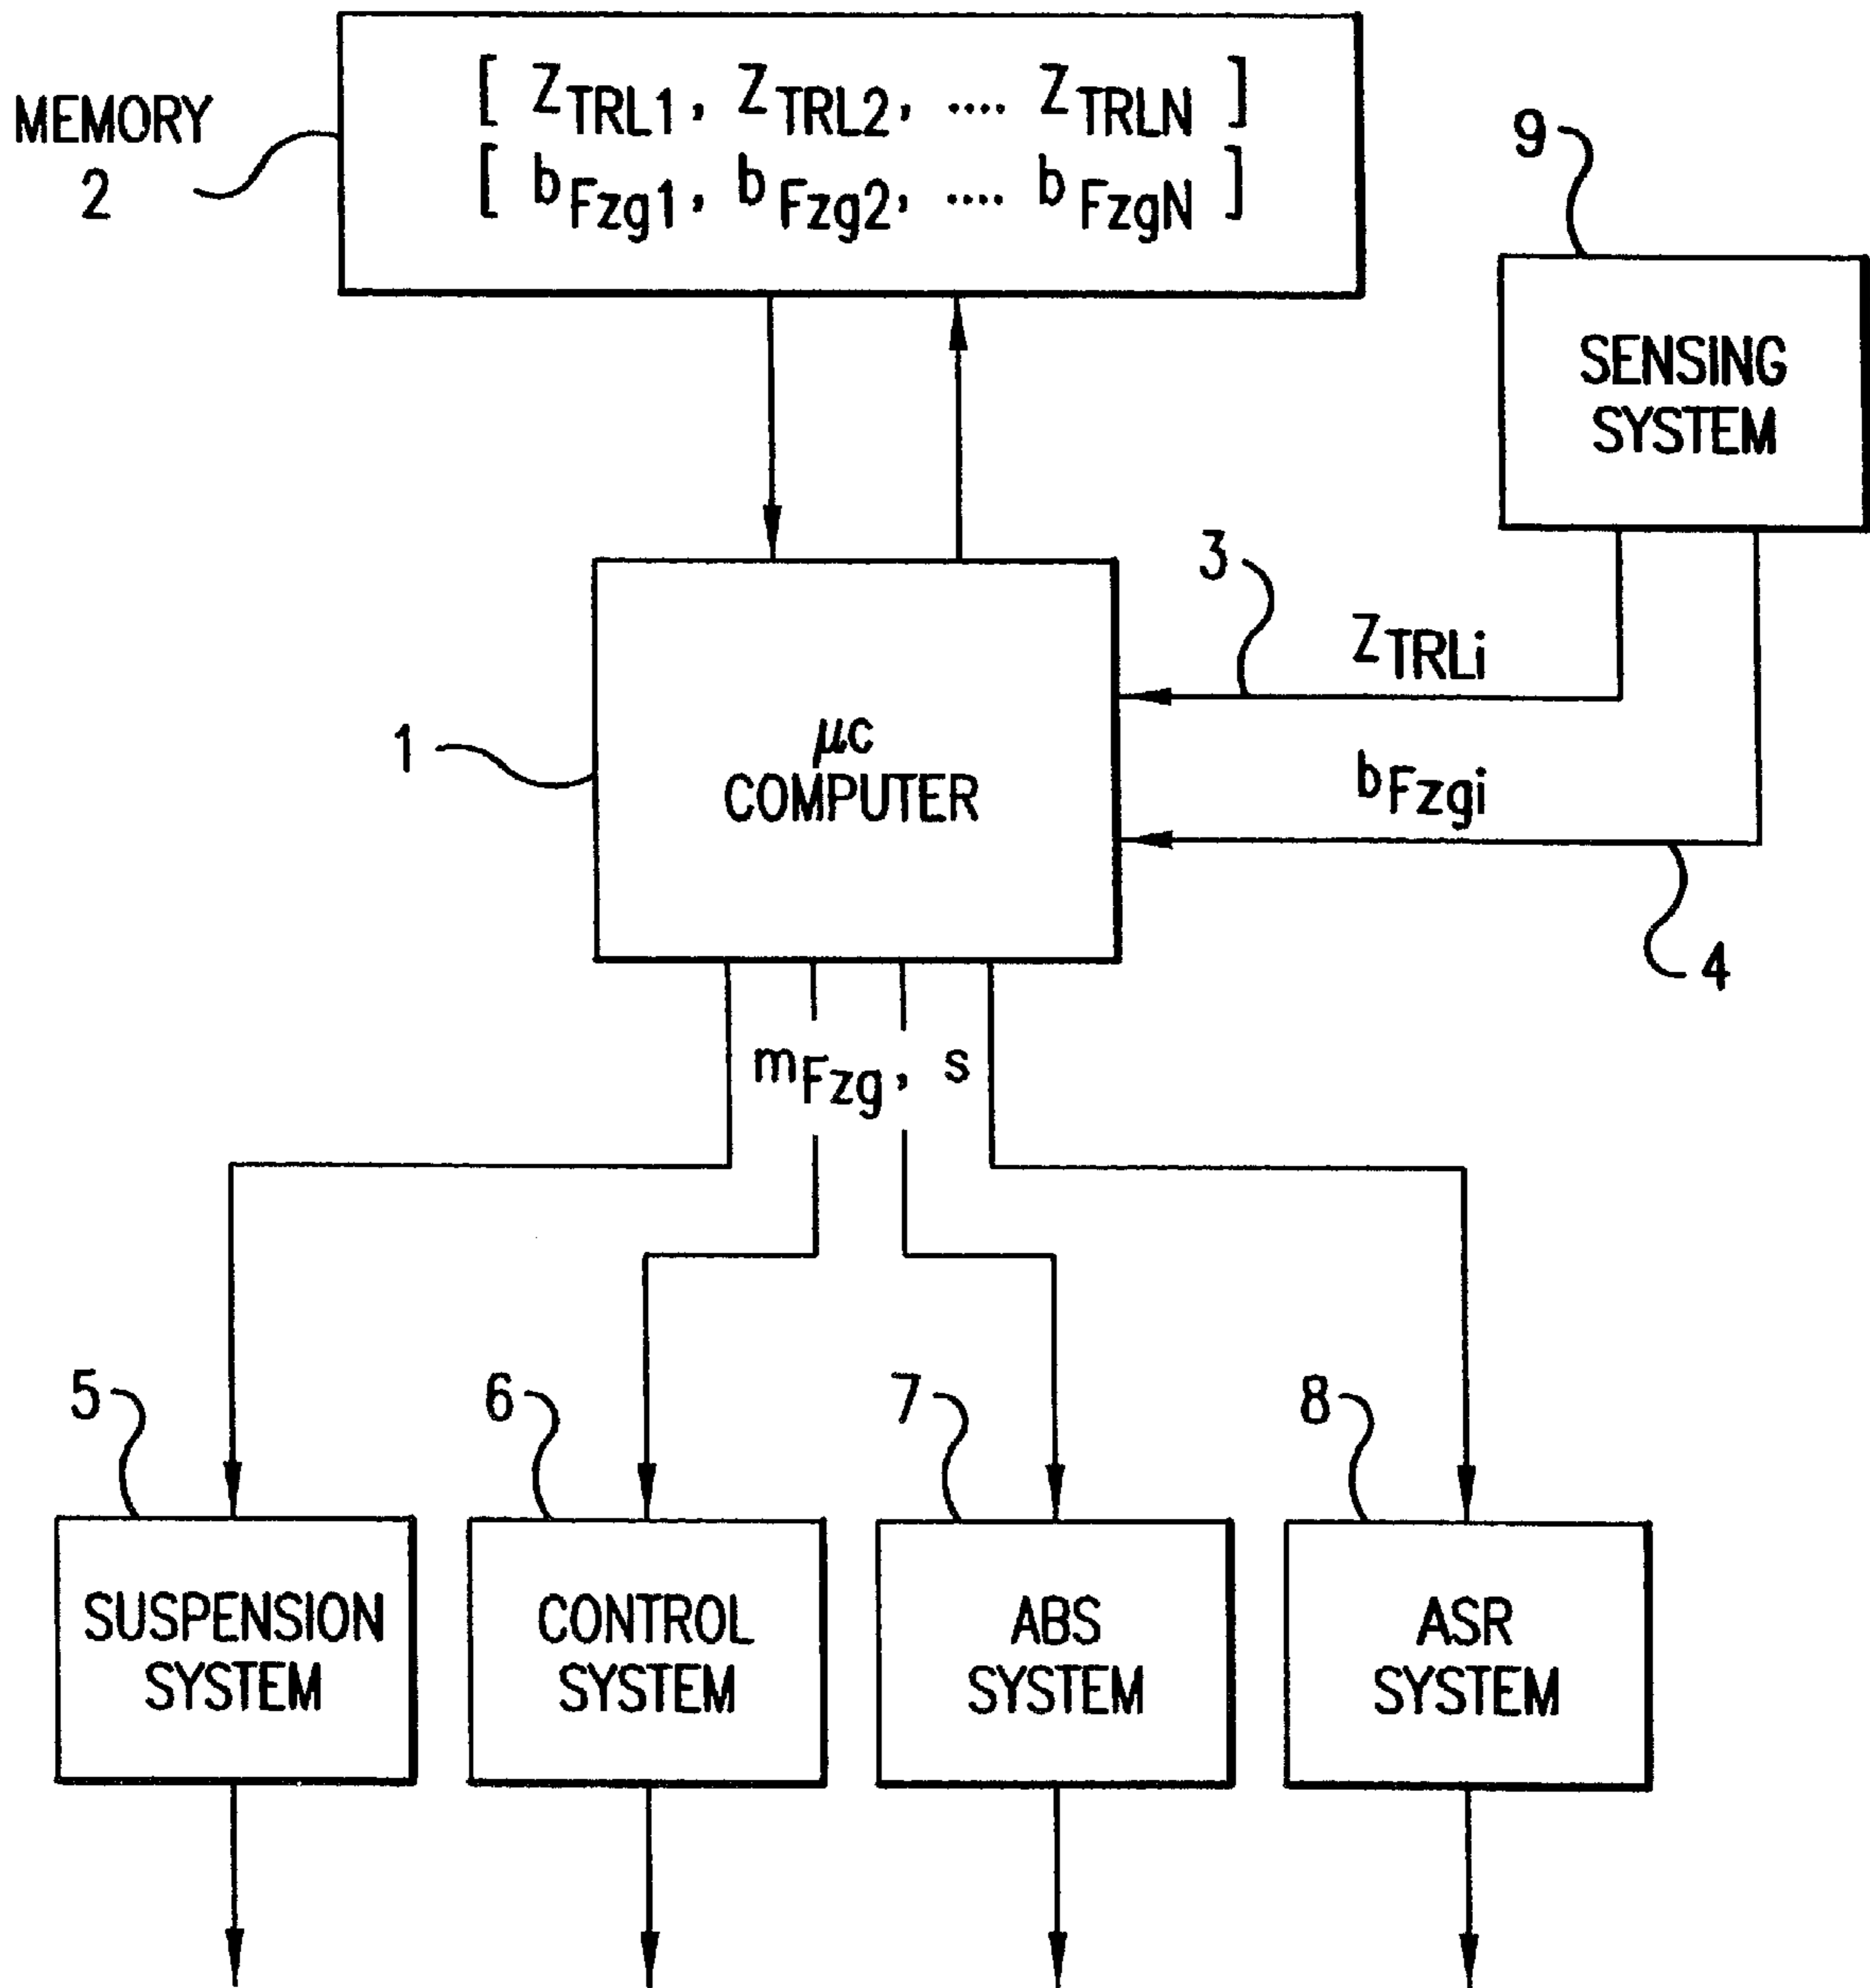 [ Z_TRL1, Z_TRL2, .... Z_TRLN ]
[ b_Fzg1, b_Fzg2, .... b_FzgN ]
MEMORY
2
9
SENSING
SYSTEM
3
Z_TRLi
1
μc
COMPUTER
b_Fzgi
4
m_Fzg, s
5
6
7
8
SUSPENSION
SYSTEM
CONTROL
SYSTEM
ABS
SYSTEM
ASR
SYSTEM